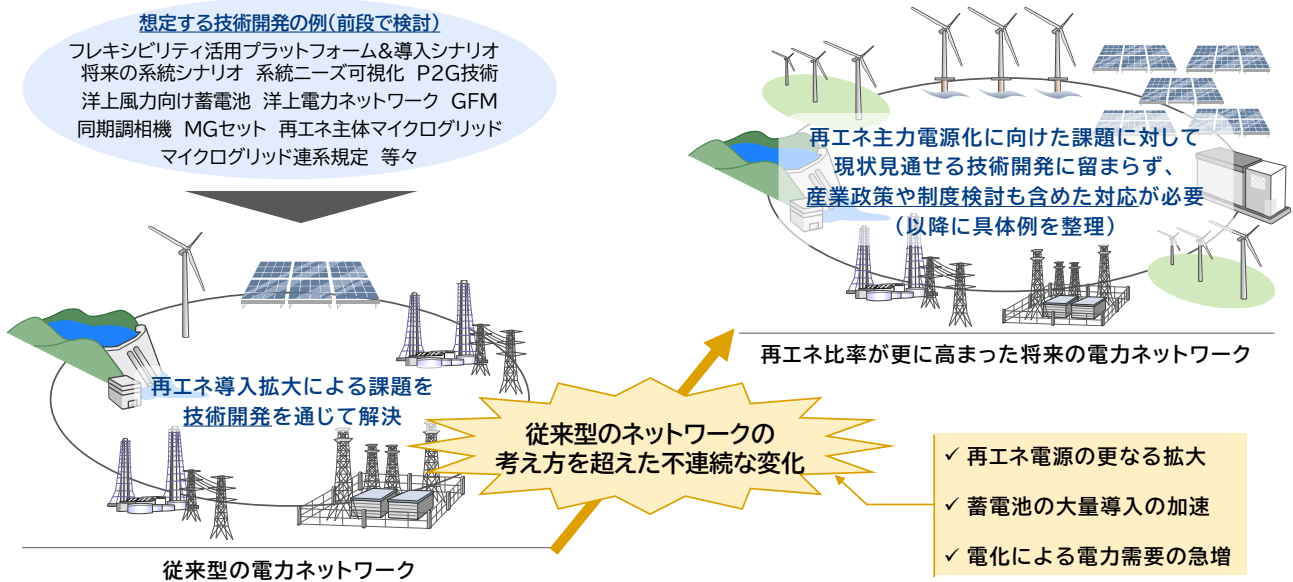 想定する技術開発の例(前段で検討)
フレキシビリティ活用プラットフォーム&導入シナリオ
将来の系統シナリオ 系統ニーズ可視化 P2G技術
洋上風力向け蓄電池 洋上電力ネットワーク GFM
同期調相機 MGセット 再エネ主体マイクログリッド
マイクログリッド連系規定 等々
再エネ導入拡大による課題を
技術開発を通じて解決
従来型の電力ネットワーク
従来型のネットワークの
考え方を超えた不連続な変化
再エネ主力電源化に向けた課題に対して
現状見通せる技術開発に留まらず、
産業政策や制度検討も含めた対応が必要
(以降に具体例を整理)
再エネ比率が更に高まった将来の電力ネットワーク
✓ 再エネ電源の更なる拡大
✓ 蓄電池の大量導入の加速
✓ 電化による電力需要の急増